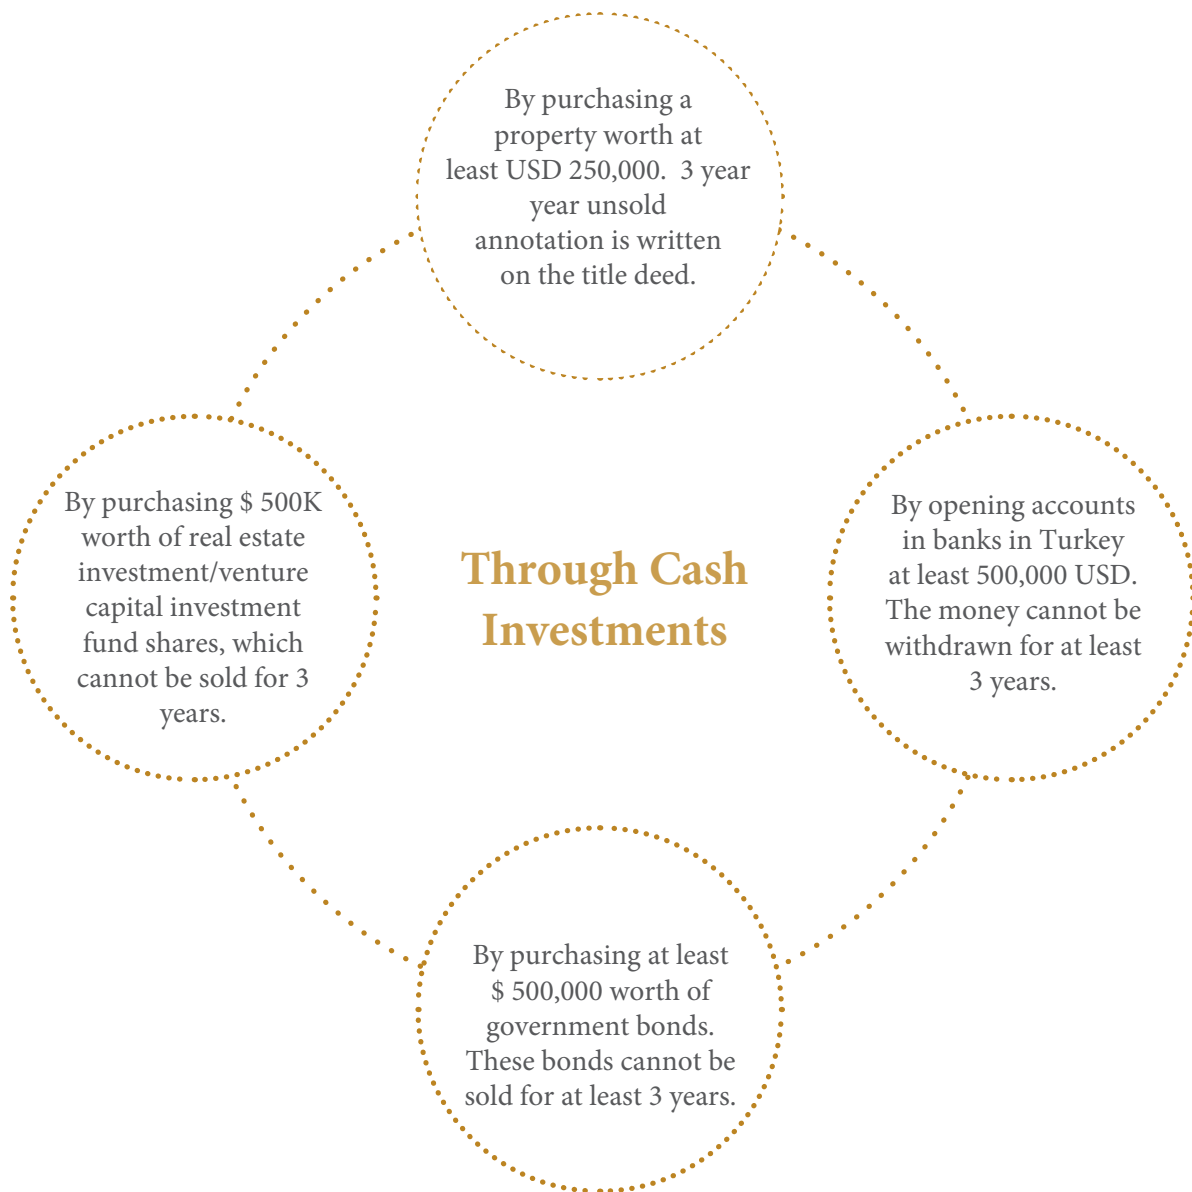 By purchasing a
property worth at
least USD 250,000.  3 year
year unsold
annotation is written
on the title deed.
By purchasing $ 500K
worth of real estate
investment/venture
capital investment
fund shares, which
cannot be sold for 3
years.
Through Cash
Investments
By opening accounts
in banks in Turkey
at least 500,000 USD.
The money cannot be
withdrawn for at least
3 years.
By purchasing at least
$ 500,000 worth of
government bonds.
These bonds cannot be
sold for at least 3 years.